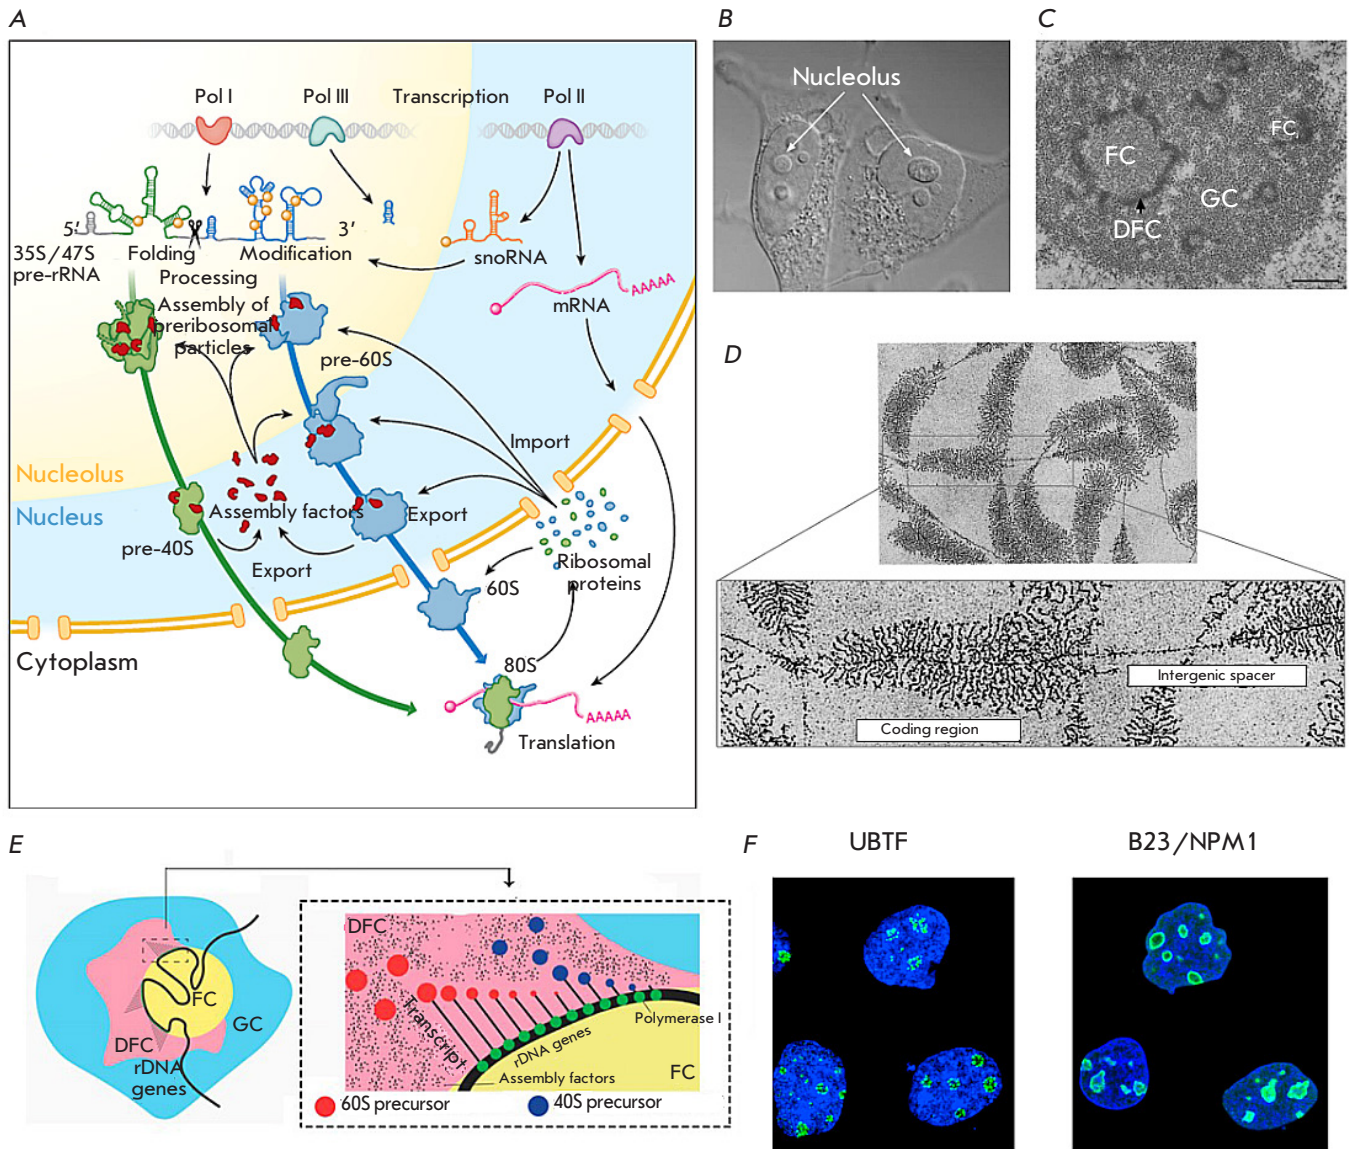 A
Pol I
Pol III
Transcription
Pol II
5′
3′
35S/47S
pre-rRNA
Folding
Modification
snoRNA
Processing
Assembly of
preribosomal
particles
mRNA
AAAAA
pre-60S
Import
Nucleolus
Nucleus
Assembly factors
Export
pre-40S
Export
Ribosomal
proteins
60S
Cytoplasm
80S
AAAAA
Translation
B
Nucleolus
C
FC
FC
GC
DFC
D
Intergenic spacer
Coding region
E
FC
GC
DFC
rDNA
genes
DFC
Transcript
Polymerase I
rDNA genes
Assembly factors
FC
60S precursor
40S precursor
F
UBTF
B23/NPM1